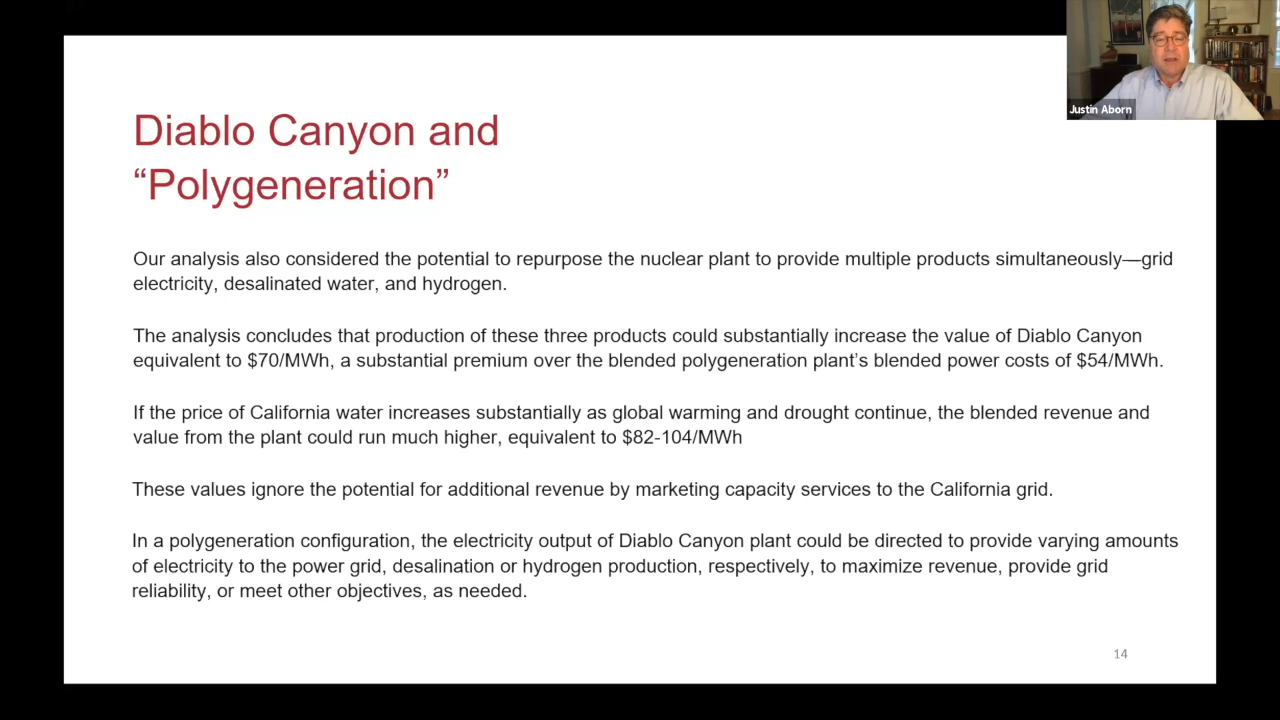 Justin Aborn
Diablo Canyon and
“Polygeneration”
Our analysis also considered the potential to repurpose the nuclear plant to provide multiple products simultaneously—grid
electricity, desalinated water, and hydrogen.
The analysis concludes that production of these three products could substantially increase the value of Diablo Canyon
equivalent to $70/MWh, a substantial premium over the blended polygeneration plant’s blended power costs of $54/MWh.
If the price of California water increases substantially as global warming and drought continue, the blended revenue and
value from the plant could run much higher, equivalent to $82-104/MWh
These values ignore the potential for additional revenue by marketing capacity services to the California grid.
In a polygeneration configuration, the electricity output of Diablo Canyon plant could be directed to provide varying amounts
of electricity to the power grid, desalination or hydrogen production, respectively, to maximize revenue, provide grid
reliability, or meet other objectives, as needed.
14